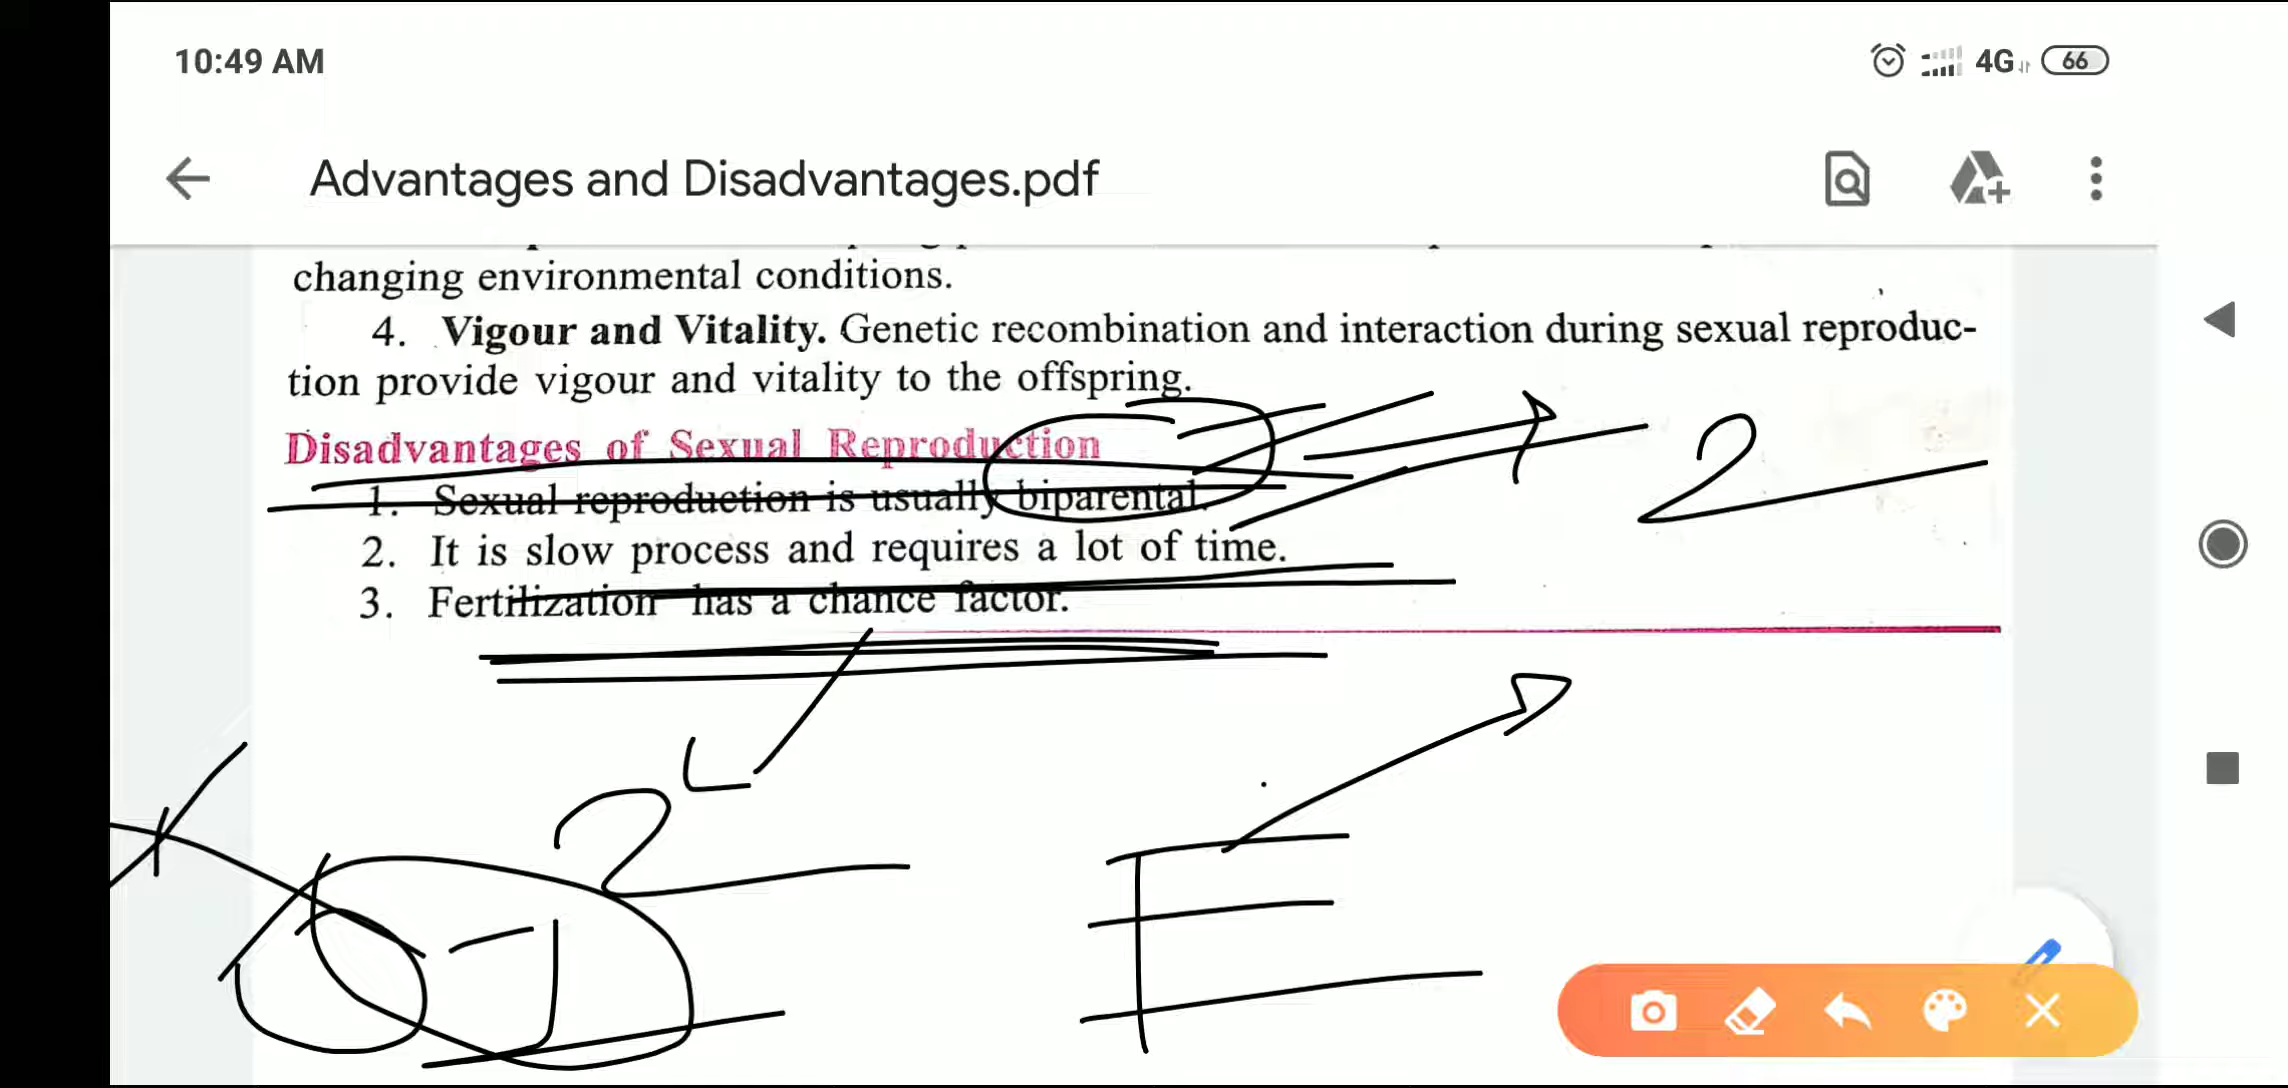 10:49 AM 4G 66
Advantages and Disadvantages.pdf
changing environmental conditions.
4. Vigour and Vitality. Genetic recombination and interaction during sexual reproduc-
tion provide vigour and vitality to the offspring.
Disadvantages of Sexual Reproduction
1. Sexual reproduction is usually biparental.
2. It is slow process and requires a lot of time.
3. Fertilization has a chance factor.
2
2
E